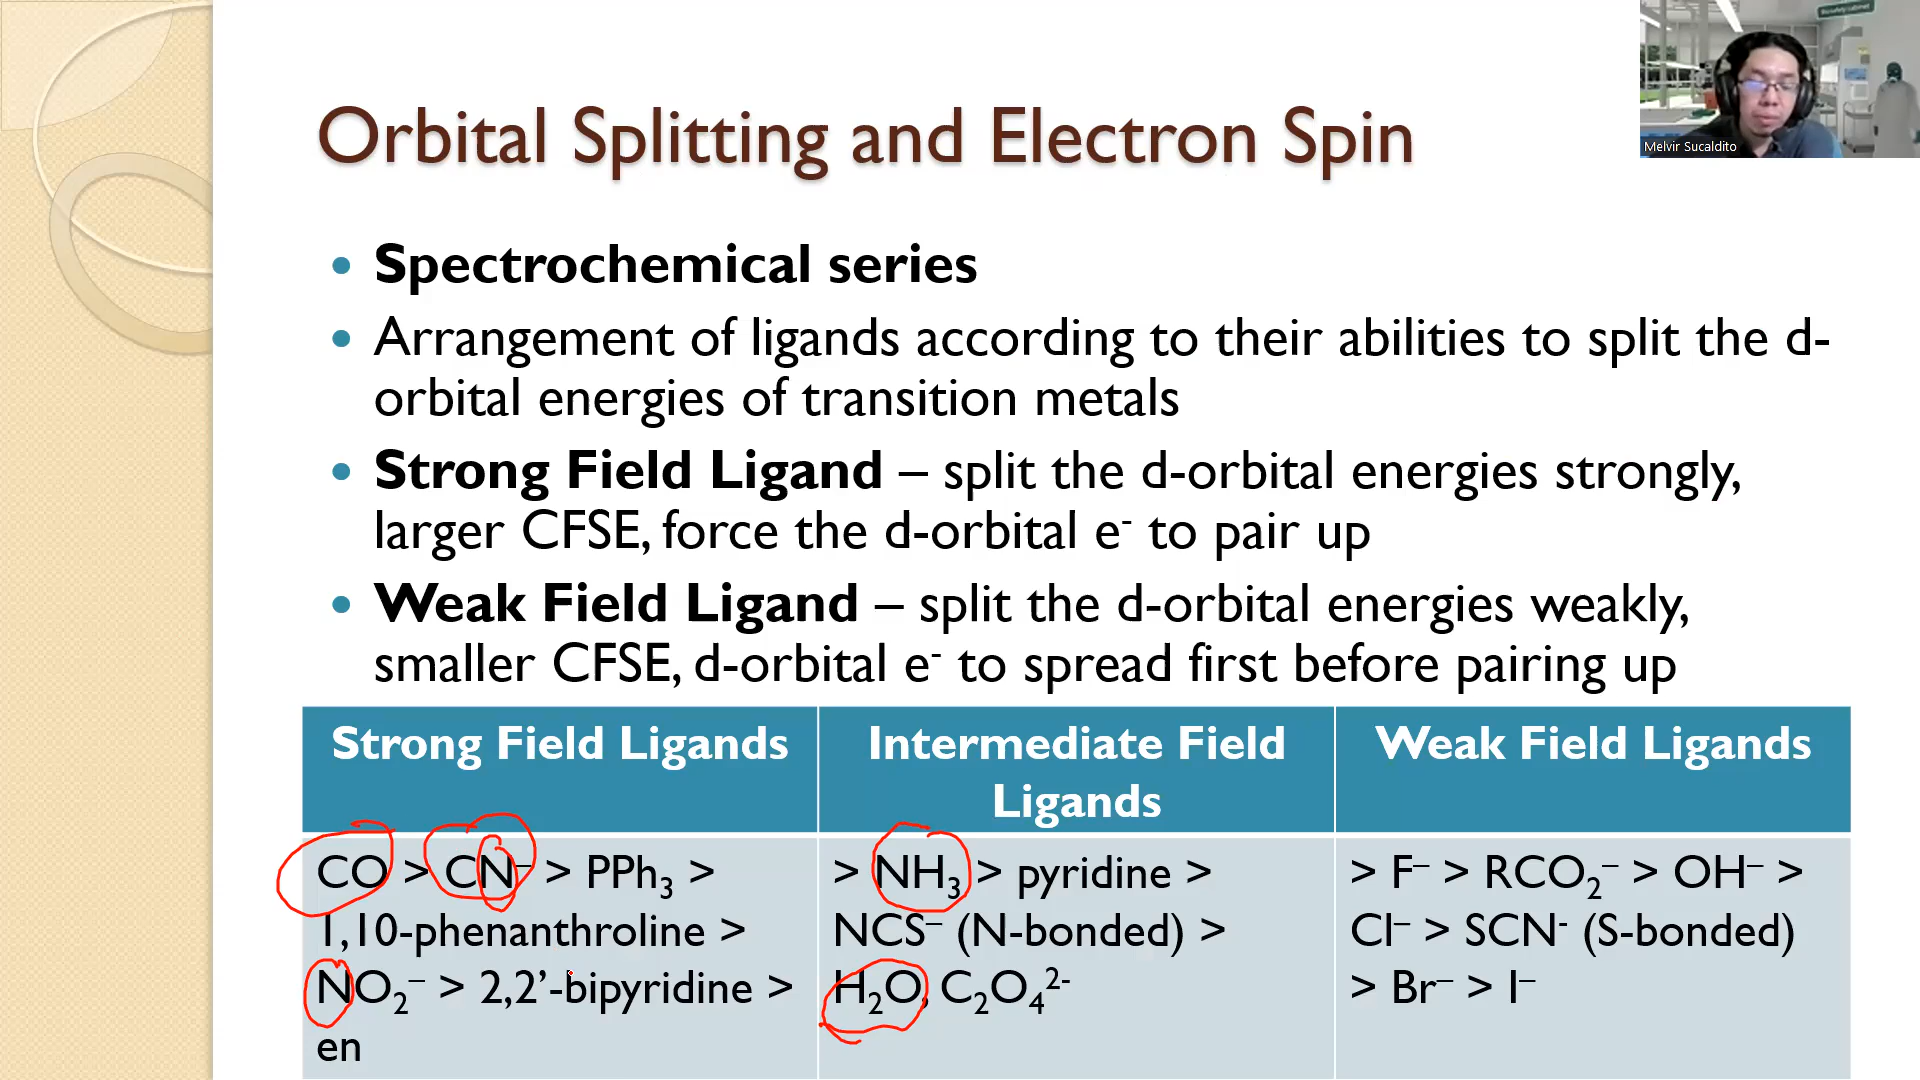 Melvir Sucaldito
Orbital Splitting and Electron Spin
• Spectrochemical series
• Arrangement of ligands according to their abilities to split the d-
orbital energies of transition metals
• Strong Field Ligand – split the d-orbital energies strongly,
larger CFSE, force the d-orbital e⁻ to pair up
• Weak Field Ligand – split the d-orbital energies weakly,
smaller CFSE, d-orbital e⁻ to spread first before pairing up
Strong Field Ligands
CO > CN⁻ > PPh₃ >
1,10-phenanthroline >
NO₂⁻ > 2,2’-bipyridine >
en
Intermediate Field
Ligands
> NH₃ > pyridine >
NCS⁻ (N-bonded) >
H₂O, C₂O₄²⁻
Weak Field Ligands
> F⁻ > RCO₂⁻ > OH⁻ >
Cl⁻ > SCN⁻ (S-bonded)
> Br⁻ > I⁻